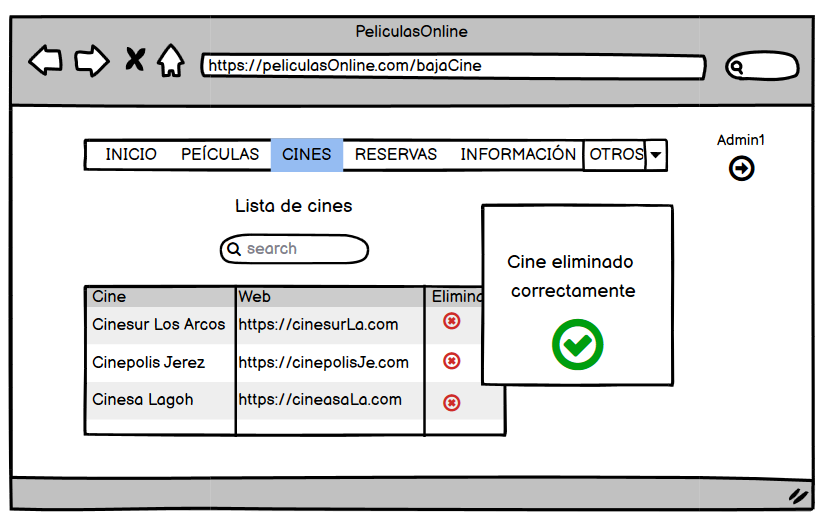 PeliculasOnline
https://peliculasOnline.com/bajaCine
Admin1
INICIO PEÍCULAS CINES RESERVAS INFORMACIÓN OTROS
Lista de cines
search
Cine eliminado
correctamente
Cine Web Elimina
Cinesur Los Arcos https://cinesurLa.com
Cinepolis Jerez https://cinepolisJe.com
Cinesa Lagoh https://cineasaLa.com